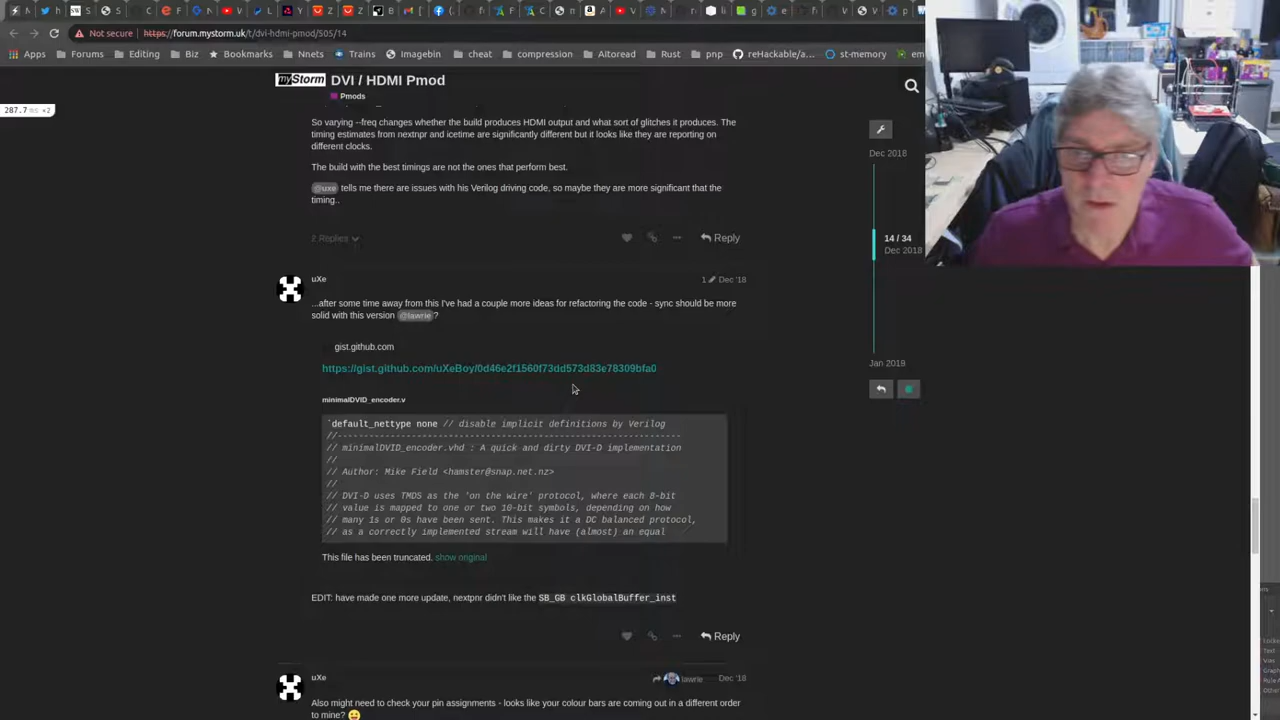 Not secure
https://forum.mystorm.uk/t/dvi-hdmi-pmod/505/14
Forums
Editing
Biz
Bookmarks
Nnets
Trains
Imagebin
cheat
compression
Altoread
Rust
pnp
reHackable/a
st-memory
287.7 ms ×2
myStorm
DVI / HDMI Pmod
Pmods
So varying --freq changes whether the build produces HDMI output and what sort of glitches it produces. The
timing estimates from nextpnr and icetime are significantly different but it looks like they are reporting on
different clocks.
The build with the best timings are not the ones that perform best.
@uxe tells me there are issues with his Verilog driving code, so maybe they are more significant that the
timing..
2 Replies
Reply
uXe
1
Dec '18
...after some time away from this I've had a couple more ideas for refactoring the code - sync should be more
solid with this version @lawrie ?
gist.github.com
https://gist.github.com/uXeBoy/0d46e2f1560f73dd573d83e78309bfa0
minimalDVID_encoder.v
`default_nettype none // disable implicit definitions by Verilog
//-----------------------------------------------------------------
// minimalDVID_encoder.vhd : A quick and dirty DVI-D implementation
//
// Author: Mike Field <hamster@snap.net.nz>
//
// DVI-D uses TMDS as the 'on the wire' protocol, where each 8-bit
// value is mapped to one or two 10-bit symbols, depending on how
// many 1s or 0s have been sent. This makes it a DC balanced protocol,
// as a correctly implemented stream will have (almost) an equal
This file has been truncated. show original
EDIT: have made one more update, nextpnr didn't like the SB_GB clkGlobalBuffer_inst
Reply
uXe
lawrie
Dec '18
Also might need to check your pin assignments - looks like your colour bars are coming out in a different order
to mine?
Dec 2018
14 / 34
Dec 2018
Jan 2019